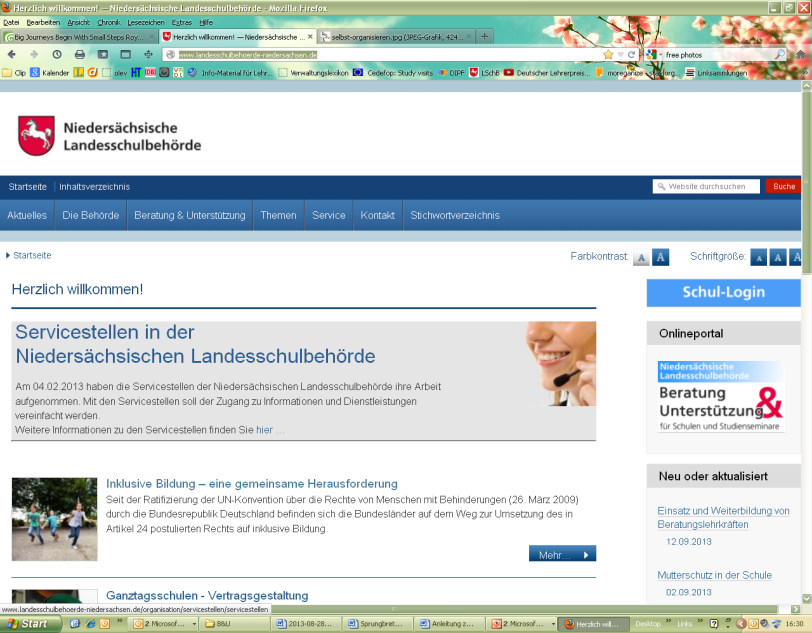 Herzlich willkommen! — Niedersächsische Landesschulbehörde - Mozilla Firefox
Datei Bearbeiten Ansicht Chronik Lesezeichen Extras Hilfe
Big Journeys Begin With Small Steps Roy... × Herzlich willkommen! — Niedersächsische ... × selbst-organisieren.jpg (JPEG-Grafik, 424... × +
www.landesschulbehoerde-niedersachsen.de free photos
Clip Kalender olev Info-Material für Lehr... Verwaltungslexikon Cedefop: Study visits DIPF LSchB Deutscher Lehrerpreis... Linksammlungen
Niedersächsische
Landesschulbehörde
Startseite Inhaltsverzeichnis Website durchsuchen Suche
Aktuelles Die Behörde Beratung & Unterstützung Themen Service Kontakt Stichwortverzeichnis
Startseite Farbkontrast: A A Schriftgröße: A A A
Herzlich willkommen!
Servicestellen in der
Niedersächsischen Landesschulbehörde
Am 04.02.2013 haben die Servicestellen der Niedersächsischen Landesschulbehörde ihre Arbeit
aufgenommen. Mit den Servicestellen soll der Zugang zu Informationen und Dienstleistungen
vereinfacht werden.
Weitere Informationen zu den Servicestellen finden Sie hier ...
Inklusive Bildung – eine gemeinsame Herausforderung
Seit der Ratifizierung der UN-Konvention über die Rechte von Menschen mit Behinderungen (26. März 2009)
durch die Bundesrepublik Deutschland befinden sich die Bundesländer auf dem Weg zur Umsetzung des in
Artikel 24 postulierten Rechts auf inklusive Bildung.
Mehr...
Ganztagsschulen - Vertragsgestaltung
Schul-Login
Onlineportal
Niedersächsische
Landesschulbehörde
Beratung
Unterstützung &
für Schulen und Studienseminare
Neu oder aktualisiert
Einsatz und Weiterbildung von
Beratungslehrkräften
12.09.2013
Mutterschutz in der Schule
02.09.2013
www.landesschulbehoerde-niedersachsen.de/organisation/servicestellen/servicestellen
Start 2 Microsof... B&U 2013-08-28... Sprungbret... Anleitung z... 2 Microsof... Herzlich will... Desktop Links 16:30